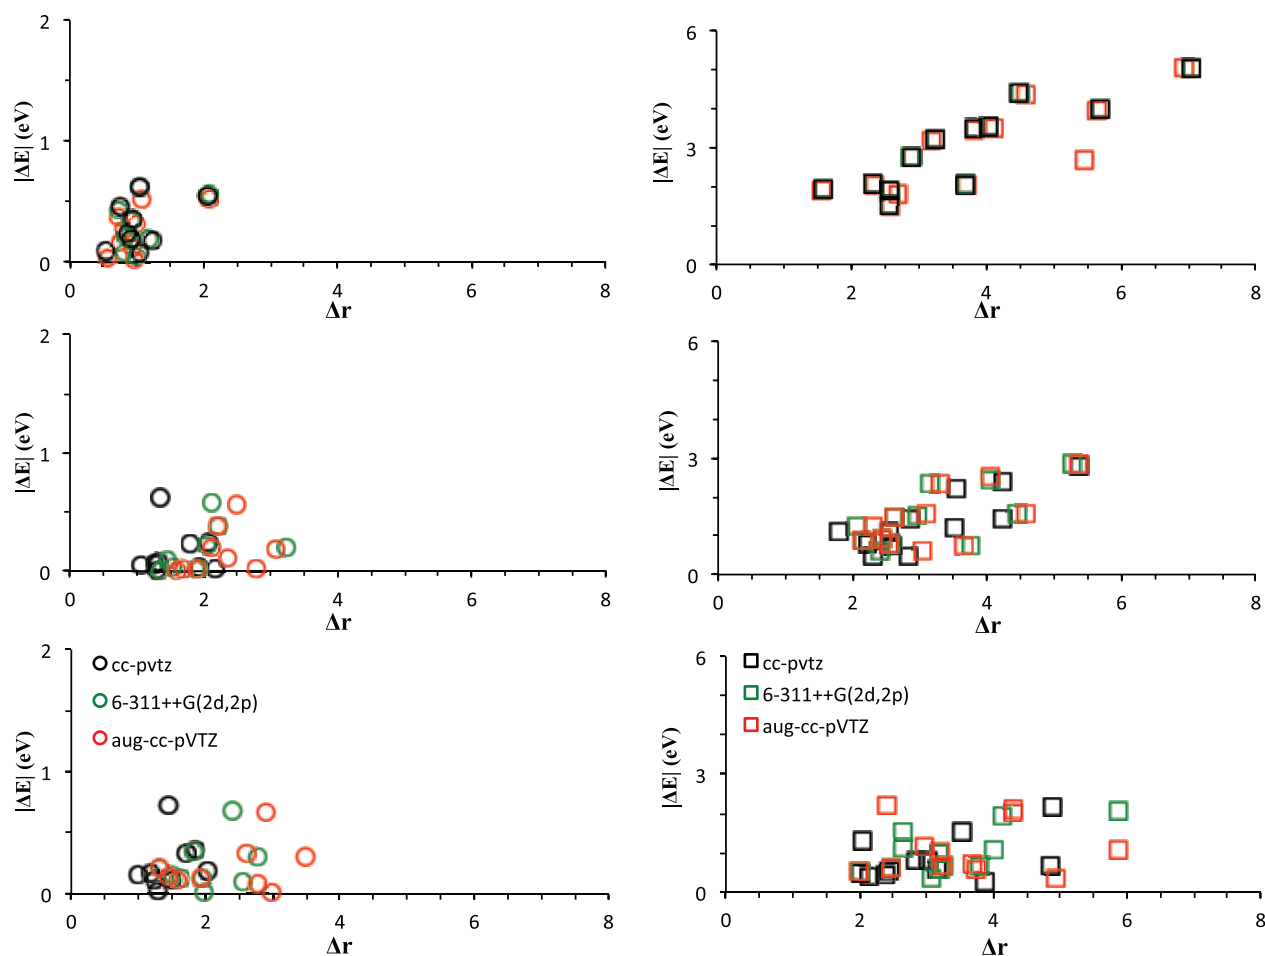 2
1
0
|ΔE| (eV)
0 2 4 6 8
Δr
6
3
0
|ΔE| (eV)
0 2 4 6 8
Δr
2
1
0
|ΔE| (eV)
0 2 4 6 8
Δr
6
3
0
|ΔE| (eV)
0 2 4 6 8
Δr
2
1
0
|ΔE| (eV)
cc-pvtz
6-311++G(2d,2p)
aug-cc-pVTZ
0 2 4 6 8
Δr
6
3
0
|ΔE| (eV)
cc-pvtz
6-311++G(2d,2p)
aug-cc-pVTZ
0 2 4 6 8
Δr